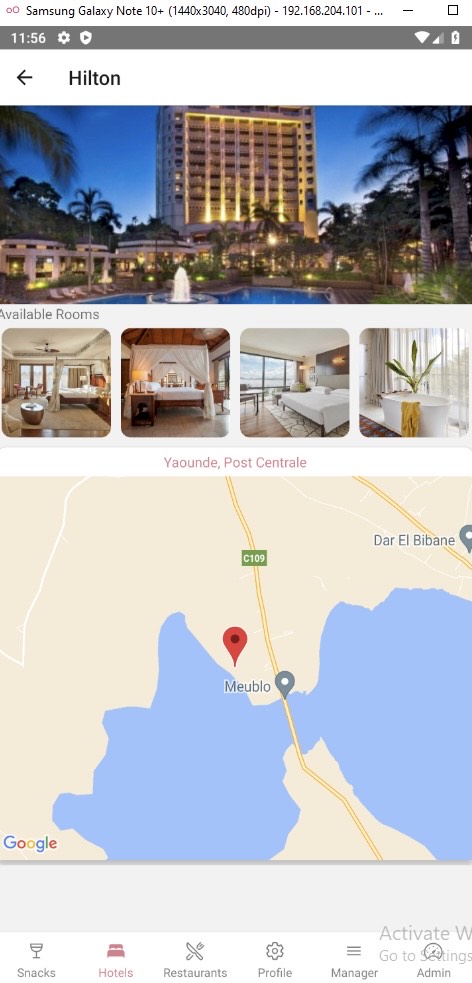 Samsung Galaxy Note 10+ (1440x3040, 480dpi) - 192.168.204.101 - ...
11:56
Hilton
Available Rooms
Yaounde, Post Centrale
Dar El Bibane
C109
Meublo
Google
Activate W
Go to Settings
Snacks
Hotels
Restaurants
Profile
Manager
Admin